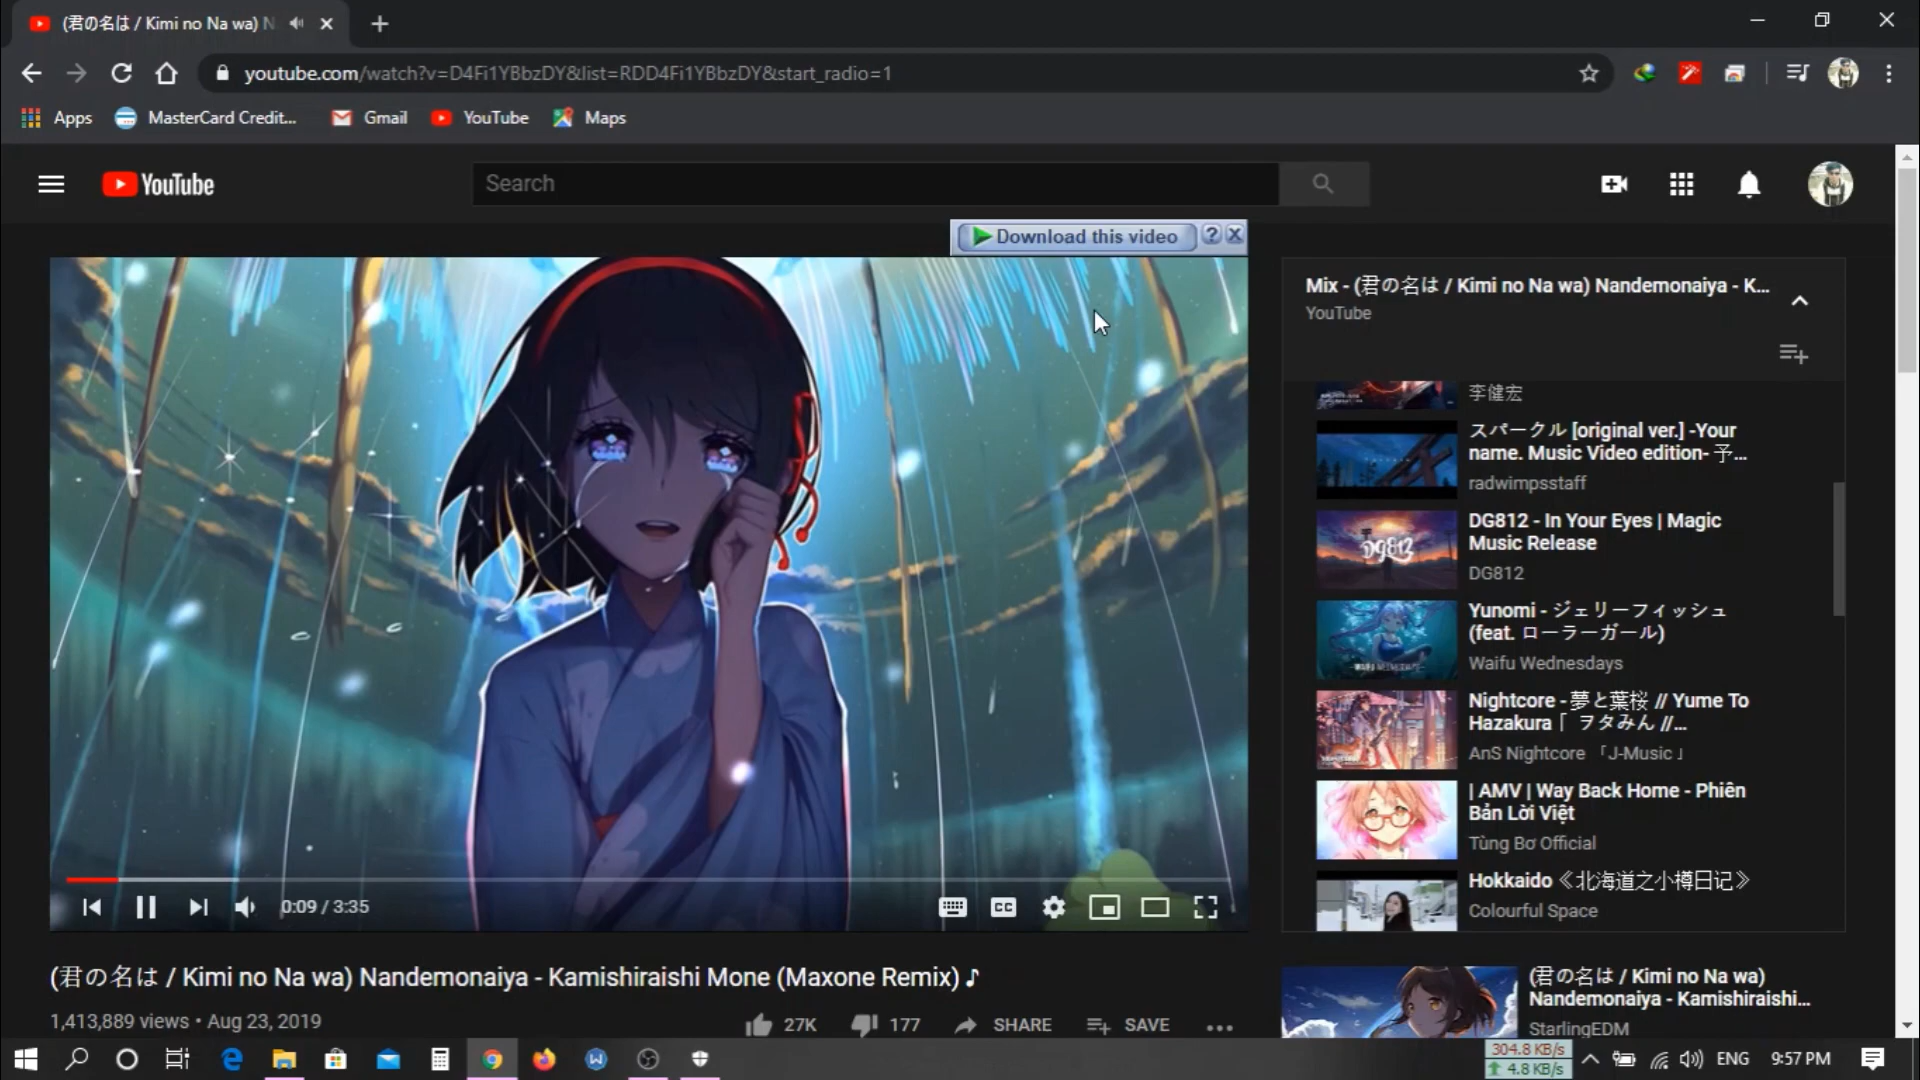 (君の名は / Kimi no Na wa) N
youtube.com/watch?v=D4Fi1YBbzDY&list=RDD4Fi1YBbzDY&start_radio=1
Apps
MasterCard Credit...
Gmail
YouTube
Maps
YouTube
Search
Download this video
Mix - (君の名は / Kimi no Na wa) Nandemonaiya - K...
YouTube
李健宏
スパークル [original ver.] -Your
name. Music Video edition- 予...
radwimpsstaff
DG812
DG812 - In Your Eyes | Magic
Music Release
DG812
Yunomi - ジェリーフィッシュ
(feat. ローラーガール)
Waifu Wednesdays
Nightcore - 夢と葉桜 // Yume To
Hazakura「 ヲタみん //...
AnS Nightcore 「J-Music」
| AMV | Way Back Home - Phiên
Bản Lời Việt
Tùng Bơ Official
Hokkaido《北海道之小樽日记》
Colourful Space
0:09 / 3:35
CC
(君の名は / Kimi no Na wa) Nandemonaiya - Kamishiraishi Mone (Maxone Remix) ♪
1,413,889 views • Aug 23, 2019
27K
177
SHARE
SAVE
(君の名は / Kimi no Na wa)
Nandemonaiya - Kamishiraishi...
StarlingEDM
304.8 KB/s
4.8 KB/s
ENG
9:57 PM